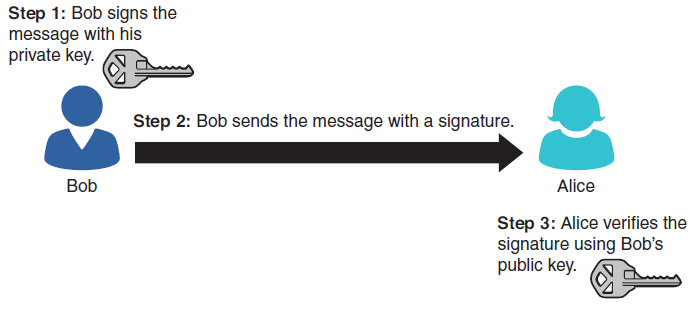 Step 1: Bob signs the
message with his
private key.
Step 2: Bob sends the message with a signature.
Bob
Alice
Step 3: Alice verifies the
signature using Bob’s
public key.